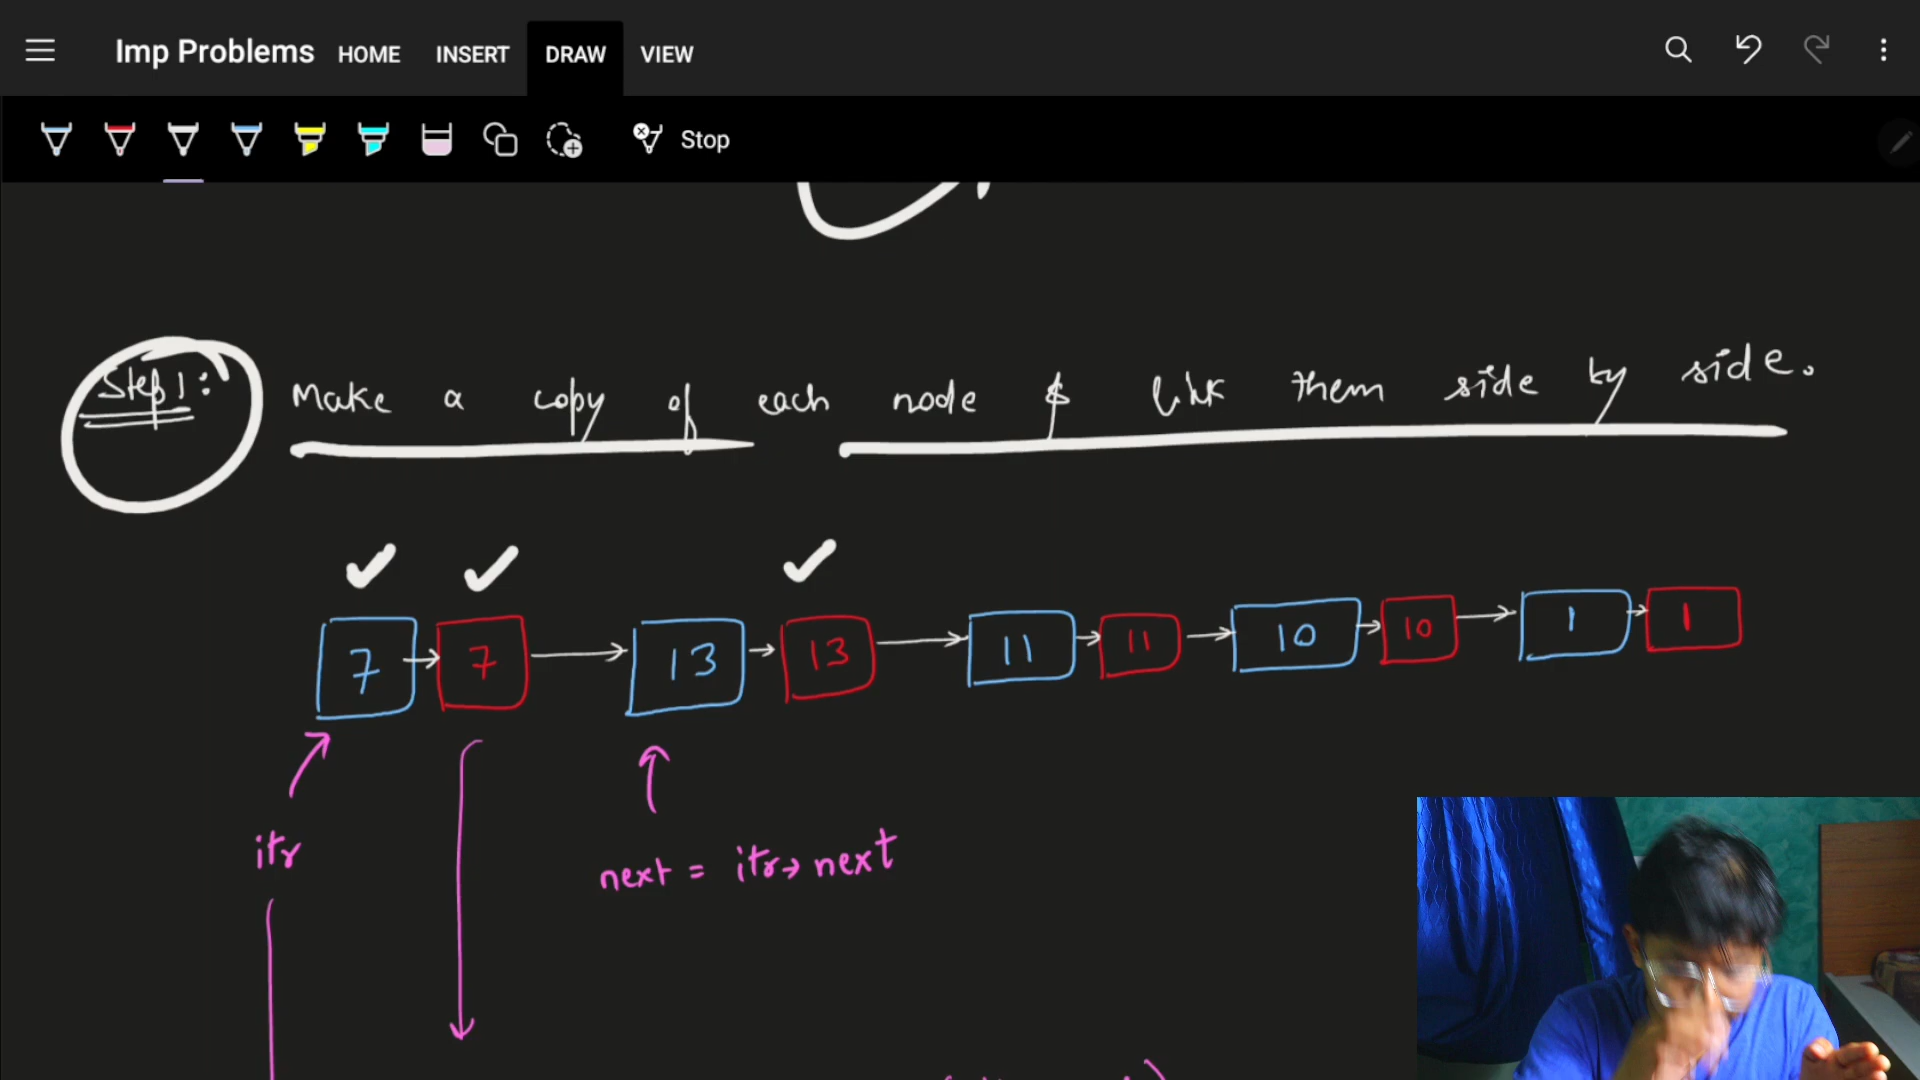 Imp Problems HOME INSERT DRAW VIEW
Stop
Step 1: Make a copy of each node & link them side by side.
7 7 13 13 11 11 10 10 1 1
itr
next = itr→next